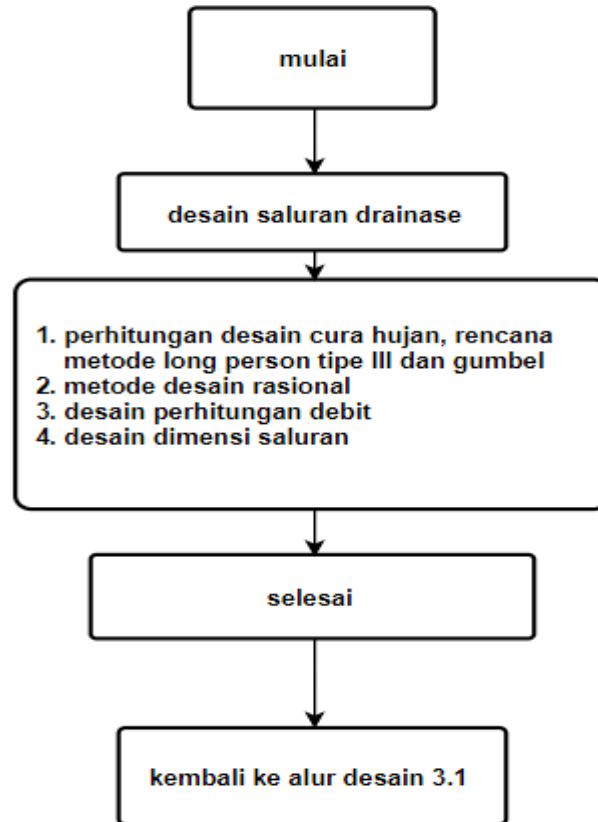 mulai
desain saluran drainase
1. perhitungan desain cura hujan, rencana
metode long person tipe III dan gumbel
2. metode desain rasional
3. desain perhitungan debit
4. desain dimensi saluran
selesai
kembali ke alur desain 3.1